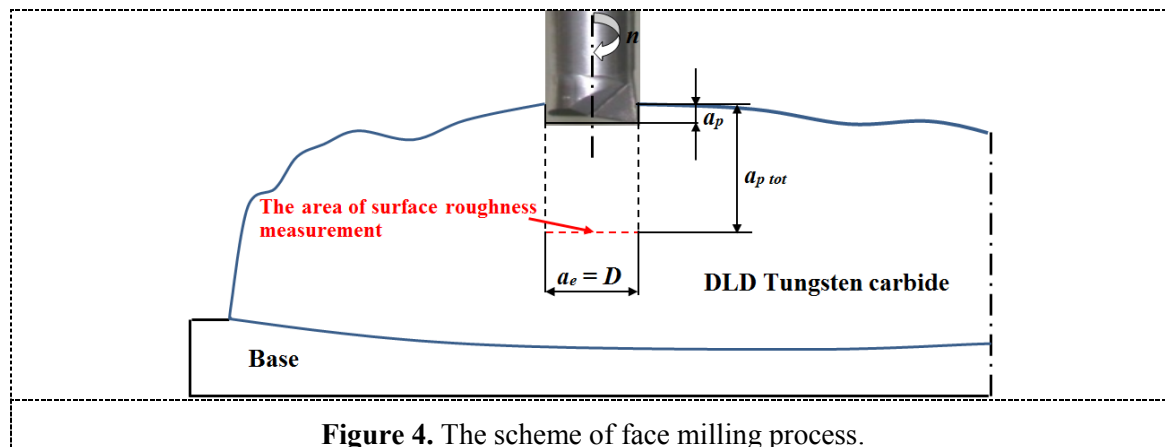 n
aₚ
aₚ ₜₒₜ
The area of surface roughness
measurement
aₑ = D
DLD Tungsten carbide
Base
Figure 4. The scheme of face milling process.